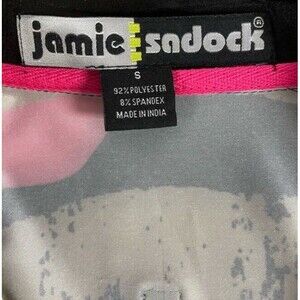 jamie sadock®
S
92% POLYESTER
8% SPANDEX
MADE IN INDIA